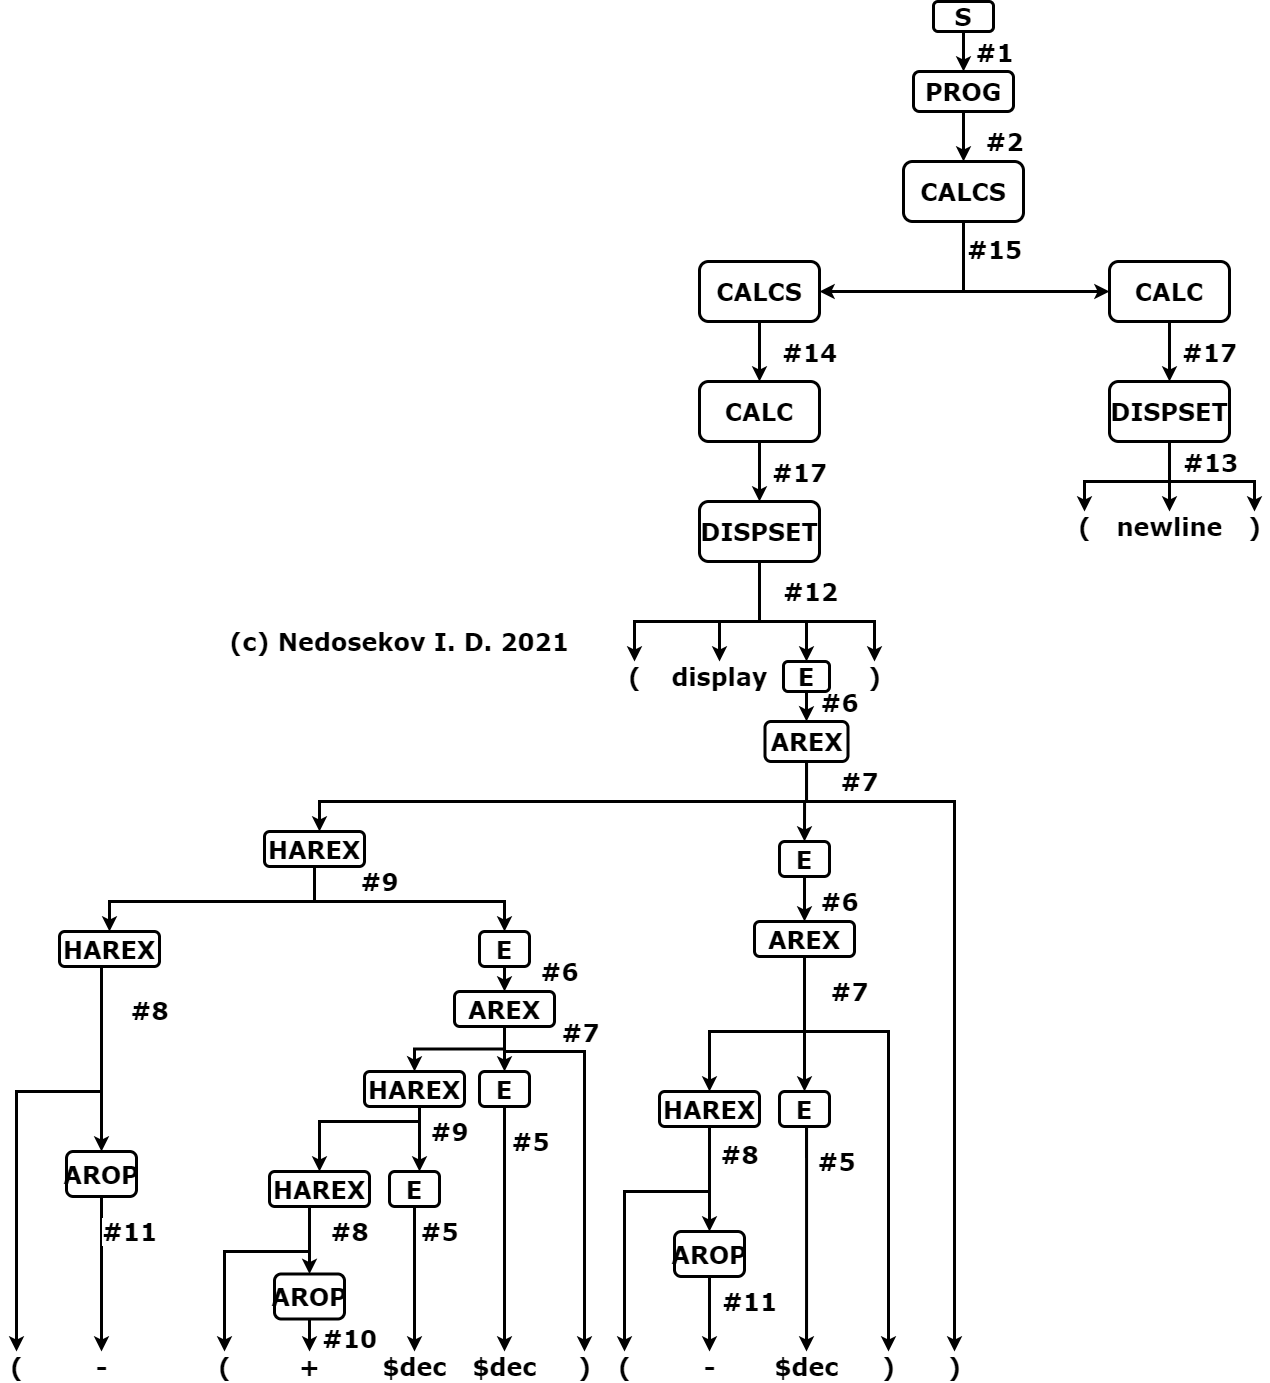 S
#1
PROG
#2
CALCS
#15
CALCS CALC
#14 #17
CALC DISPSET
#17 #13
( newline )
DISPSET
#12
(c) Nedosekov I. D. 2021
( display E )
#6
AREX
#7
HAREX E
#9 #6
HAREX E AREX
#6
#8 #7
AREX
#7
HAREX E HAREX E
#9 #5 #8 #5
AROP HAREX E
#11 #8 #5 AROP
AROP #11
#10
( - ( + $dec $dec ) ( - $dec ) )